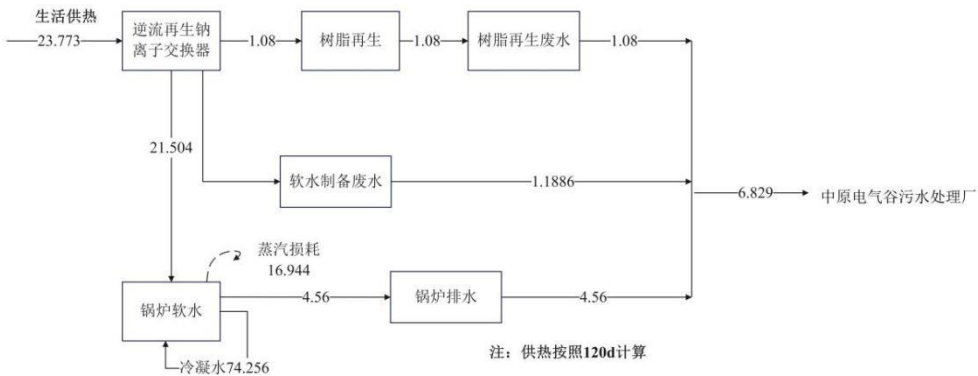 生活供热
23.773
逆流再生钠
离子交换器
1.08
树脂再生
1.08
树脂再生废水
1.08
21.504
软水制备废水
1.1886
6.829
中原电气谷污水处理厂
蒸汽损耗
16.944
锅炉软水
4.56
锅炉排水
4.56
冷凝水74.256
注：供热按照120d计算